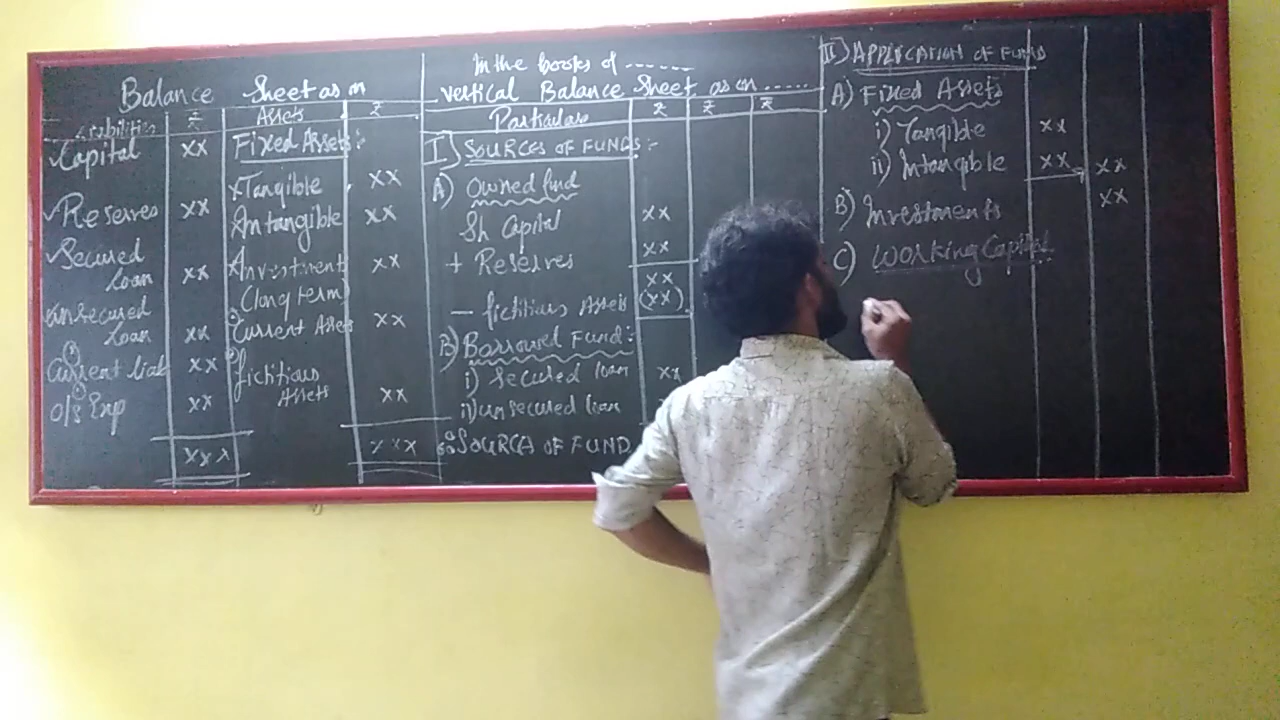 Balance Sheet as on
Liabilities ₹ Assets ₹
Capital xx Fixed Assets:-
Tangible xx
Reserves xx Intangible xx
Secured Loan xx Investment (long term) xx
Unsecured Loan xx Current Assets xx
① Current liab xx fictitious Assets xx
① O/S Exp xx
xxx xxx
In the books of ......
Vertical Balance Sheet as on .....
Particulars ₹ ₹ ₹
I) SOURCES OF FUNDS:-
A) Owned fund
Sh Capital xx
+ Reserves xx
xx
- fictitious Assets (xx)
B) Borrowed Fund:-
i) Secured loan xx
ii) unsecured loan
∴ SOURCE OF FUND
II) APPLICATION OF FUND
A) Fixed Assets
i) Tangible xx
ii) Intangible xx xx
B) Investments xx
C) Working Capital:-